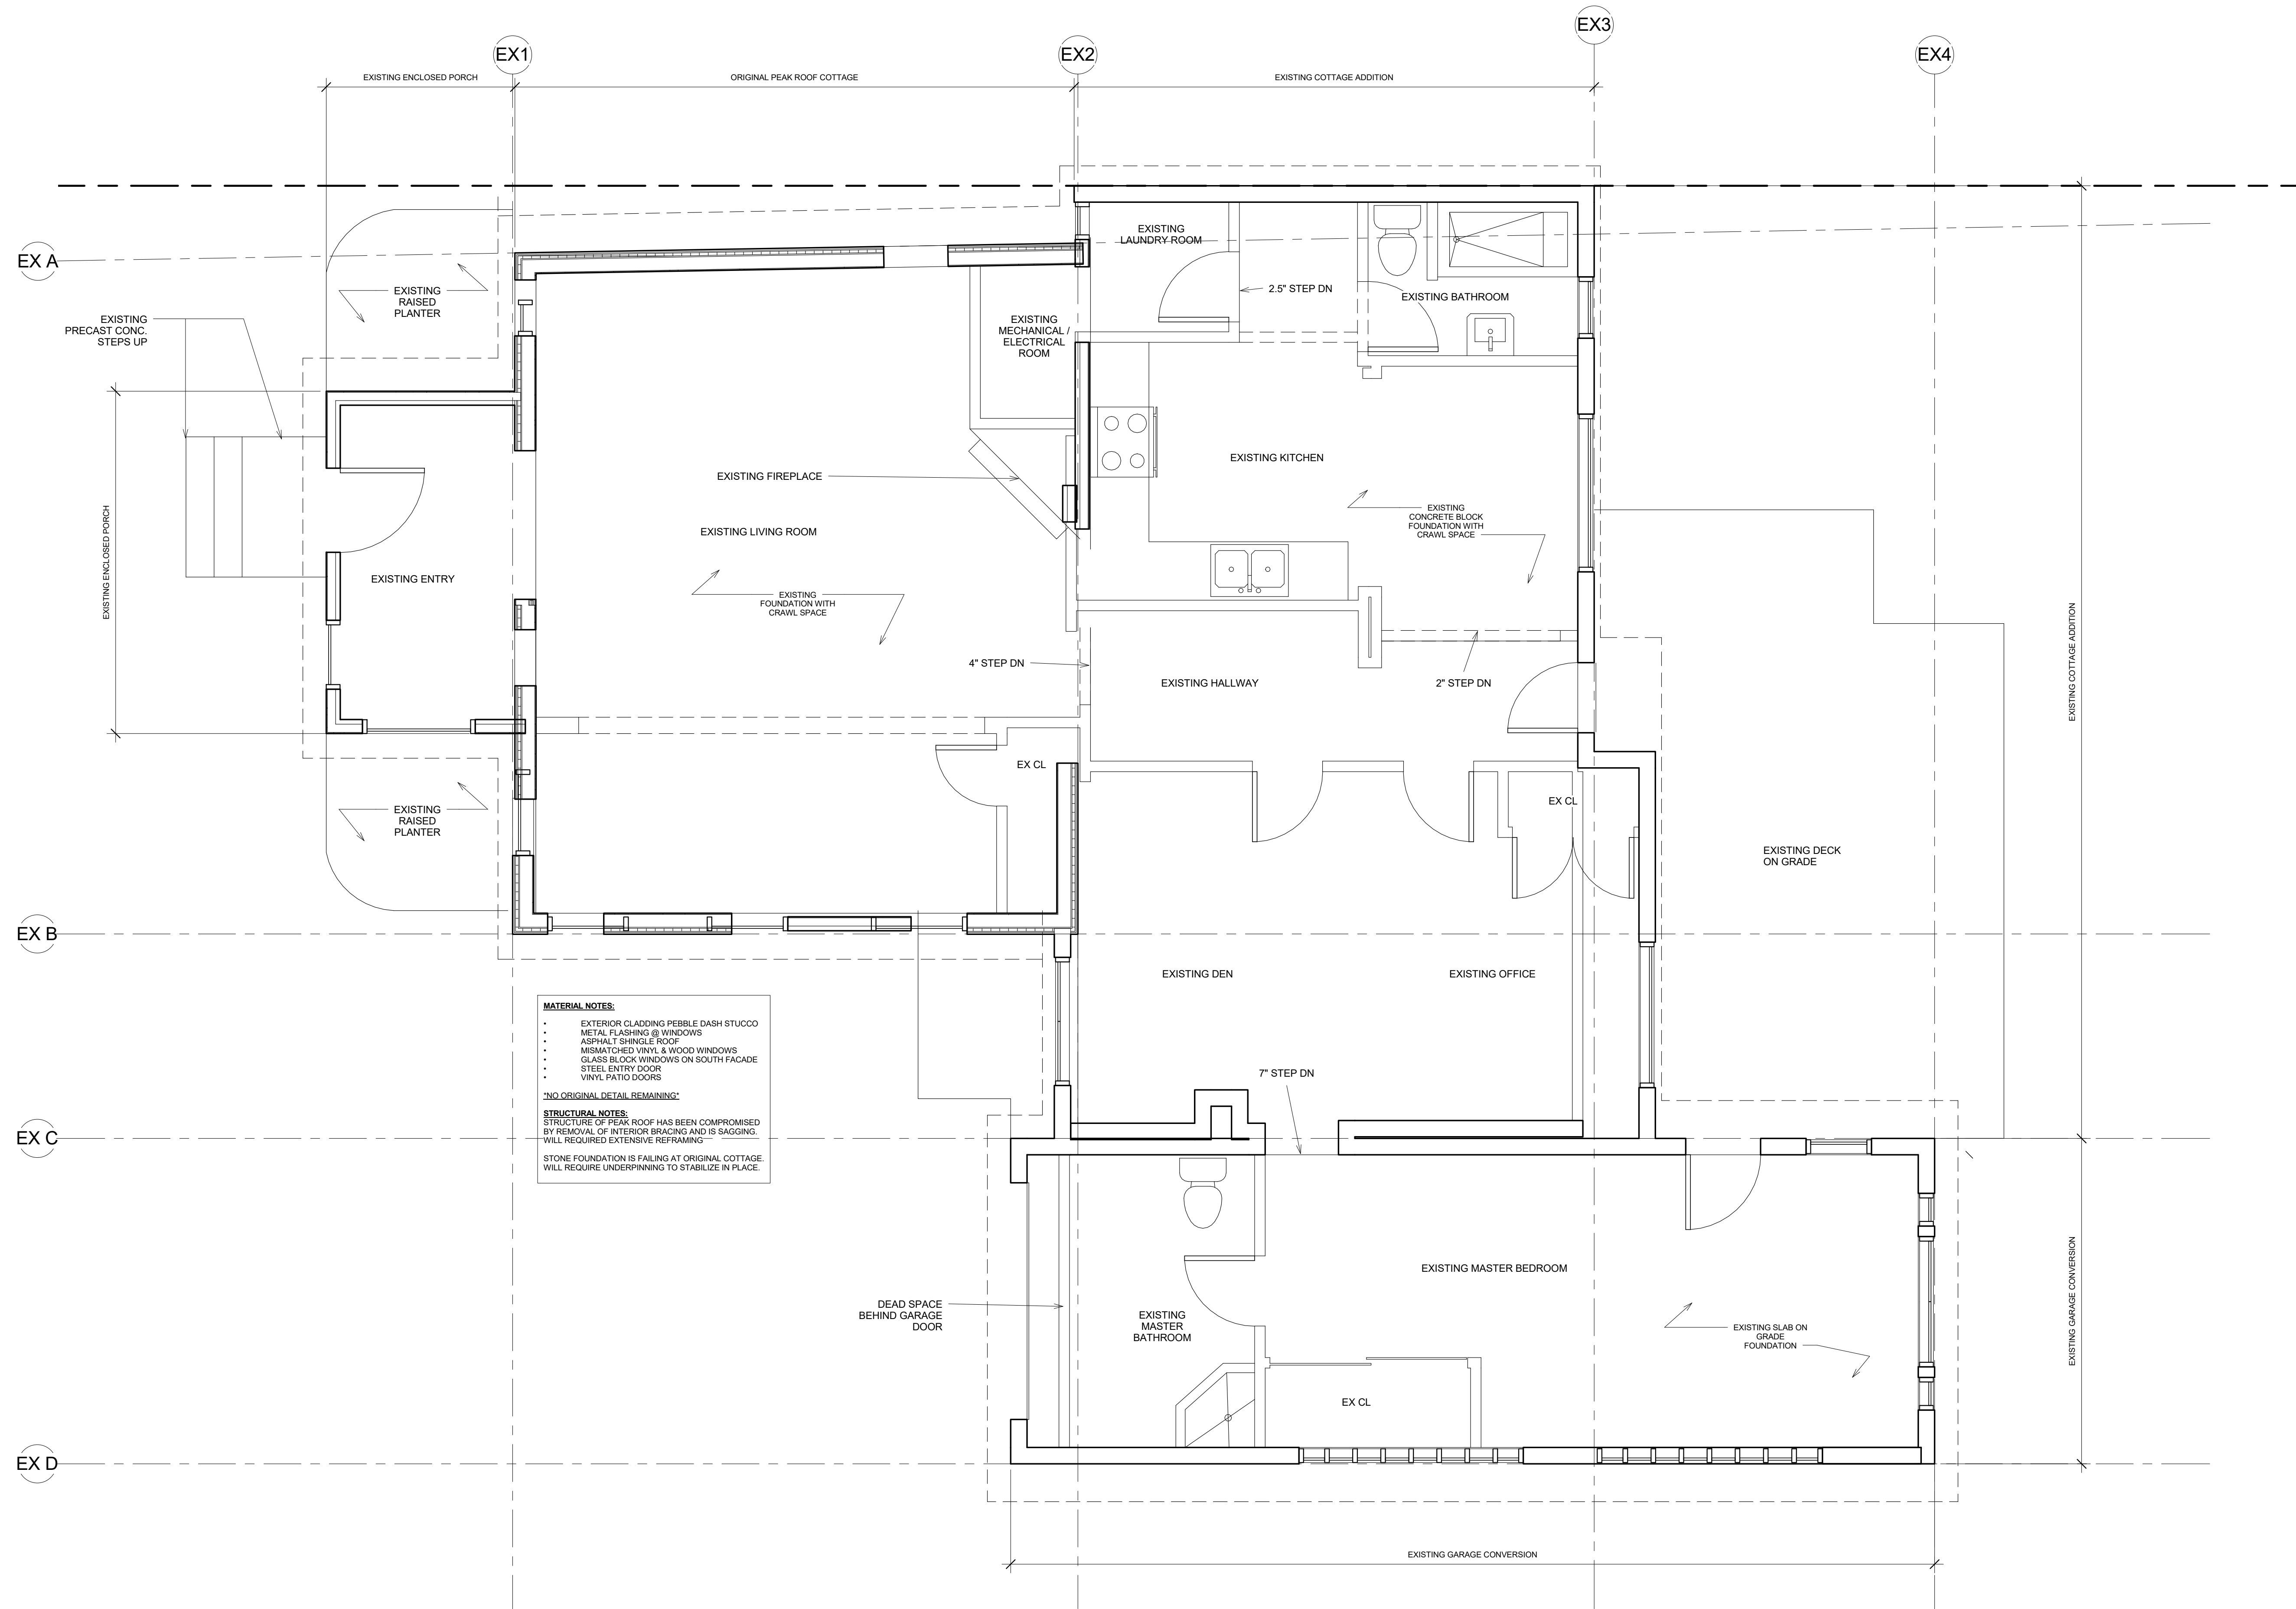 EX1
EX2
EX3
EX4
EXISTING ENCLOSED PORCH
ORIGINAL PEAK ROOF COTTAGE
EXISTING COTTAGE ADDITION
EX A
EXISTING
RAISED
PLANTER
EXISTING
PRECAST CONC.
STEPS UP
EXISTING
LAUNDRY ROOM
2.5" STEP DN
EXISTING BATHROOM
EXISTING
MECHANICAL /
ELECTRICAL
ROOM
EXISTING KITCHEN
EXISTING FIREPLACE
EXISTING LIVING ROOM
EXISTING
CONCRETE BLOCK
FOUNDATION WITH
CRAWL SPACE
EXISTING ENCLOSED PORCH
EXISTING ENTRY
EXISTING
FOUNDATION WITH
CRAWL SPACE
4" STEP DN
EXISTING HALLWAY
2" STEP DN
EXISTING COTTAGE ADDITION
EX CL
EX CL
EXISTING
RAISED
PLANTER
EXISTING DECK
ON GRADE
EX B
EXISTING DEN
EXISTING OFFICE
MATERIAL NOTES:
• EXTERIOR CLADDING PEBBLE DASH STUCCO
• METAL FLASHING @ WINDOWS
• ASPHALT SHINGLE ROOF
• MISMATCHED VINYL & WOOD WINDOWS
• GLASS BLOCK WINDOWS ON SOUTH FACADE
• STEEL ENTRY DOOR
• VINYL PATIO DOORS
*NO ORIGINAL DETAIL REMAINING*
STRUCTURAL NOTES:
STRUCTURE OF PEAK ROOF HAS BEEN COMPROMISED
BY REMOVAL OF INTERIOR BRACING AND IS SAGGING.
WILL REQUIRED EXTENSIVE REFRAMING
STONE FOUNDATION IS FAILING AT ORIGINAL COTTAGE.
WILL REQUIRE UNDERPINNING TO STABILIZE IN PLACE.
7" STEP DN
EX C
EXISTING MASTER BEDROOM
DEAD SPACE
BEHIND GARAGE
DOOR
EXISTING
MASTER
BATHROOM
EXISTING SLAB ON
GRADE
FOUNDATION
EXISTING GARAGE CONVERSION
EX CL
EX D
EXISTING GARAGE CONVERSION